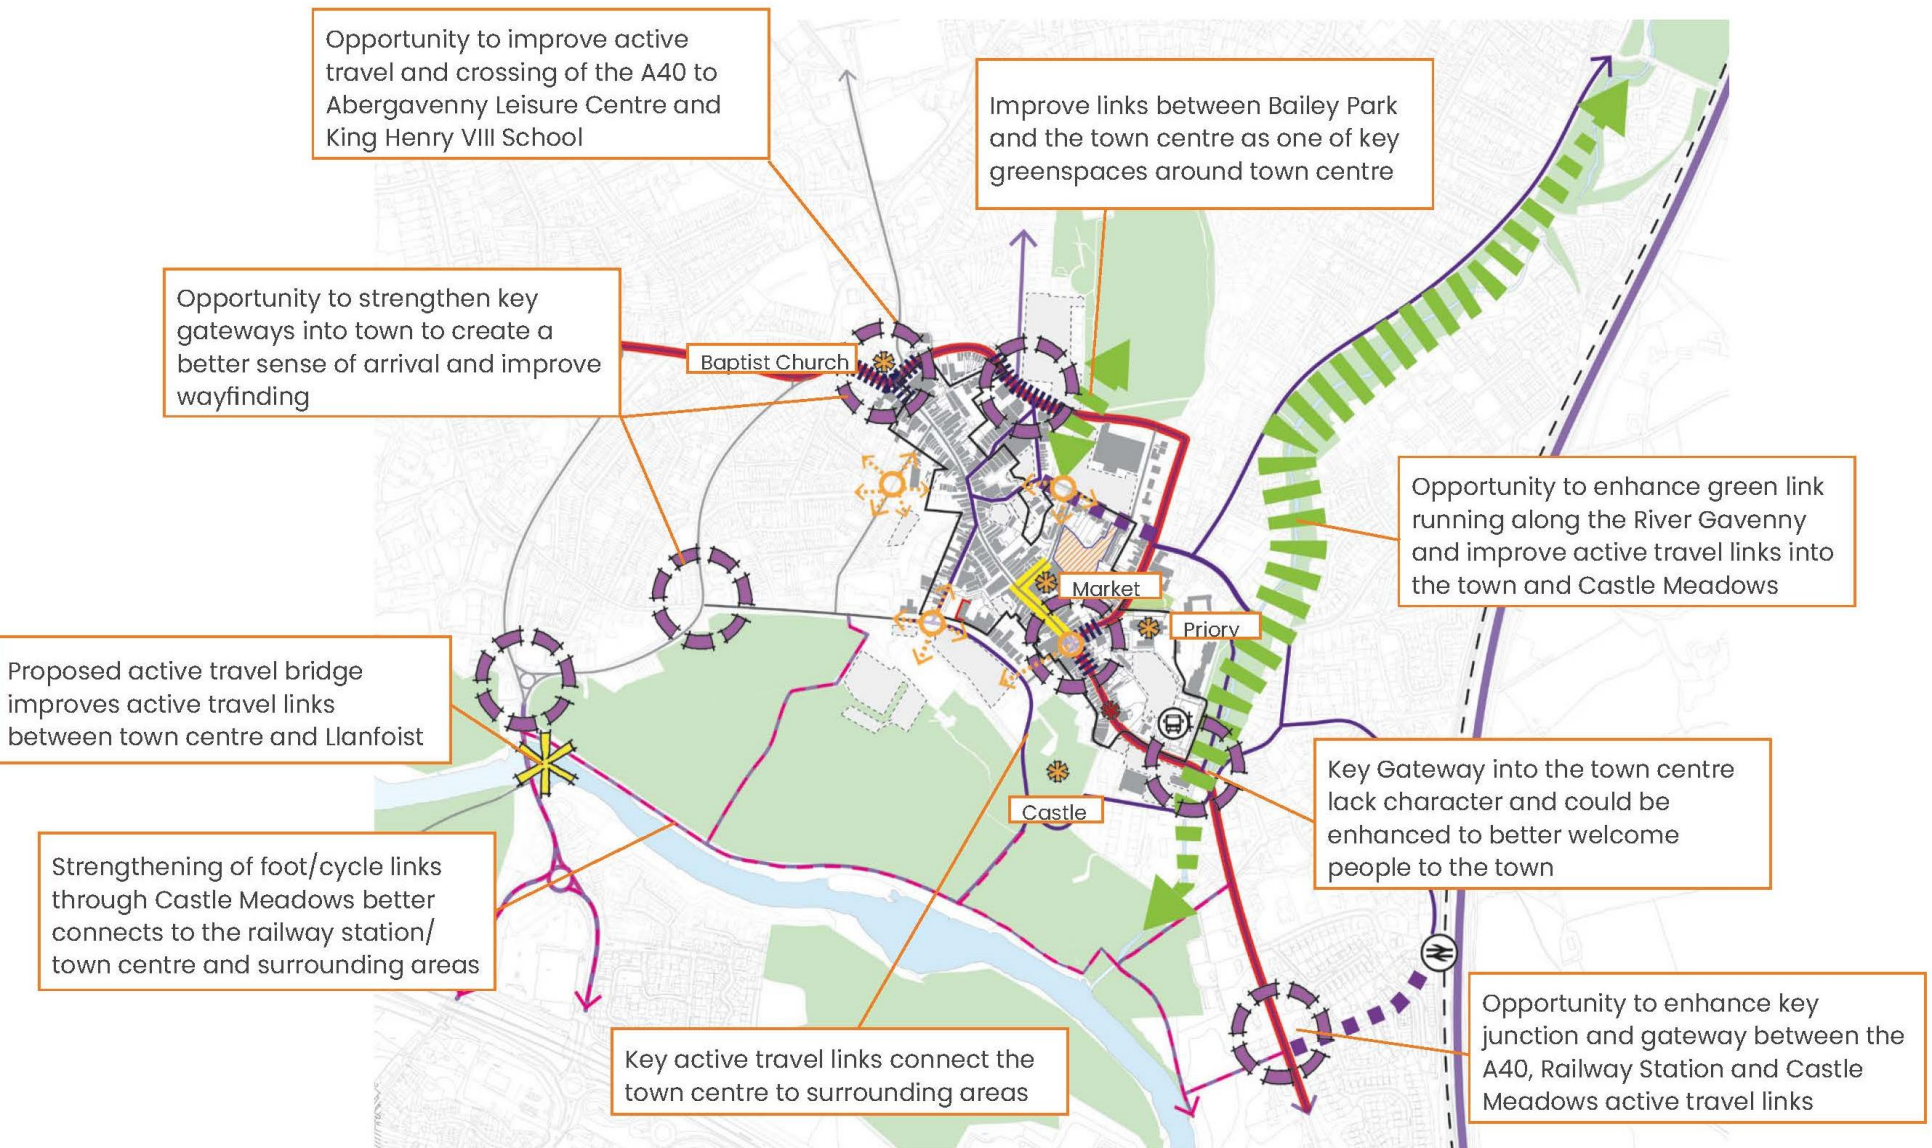 Opportunity to improve active
travel and crossing of the A40 to
Abergavenny Leisure Centre and
King Henry VIII School
Improve links between Bailey Park
and the town centre as one of key
greenspaces around town centre
Opportunity to strengthen key
gateways into town to create a
better sense of arrival and improve
wayfinding
Baptist Church
Opportunity to enhance green link
running along the River Gavenny
and improve active travel links into
the town and Castle Meadows
Market
Priory
Proposed active travel bridge
improves active travel links
between town centre and Llanfoist
Key Gateway into the town centre
lack character and could be
enhanced to better welcome
people to the town
Castle
Strengthening of foot/cycle links
through Castle Meadows better
connects to the railway station/
town centre and surrounding areas
Key active travel links connect the
town centre to surrounding areas
Opportunity to enhance key
junction and gateway between the
A40, Railway Station and Castle
Meadows active travel links